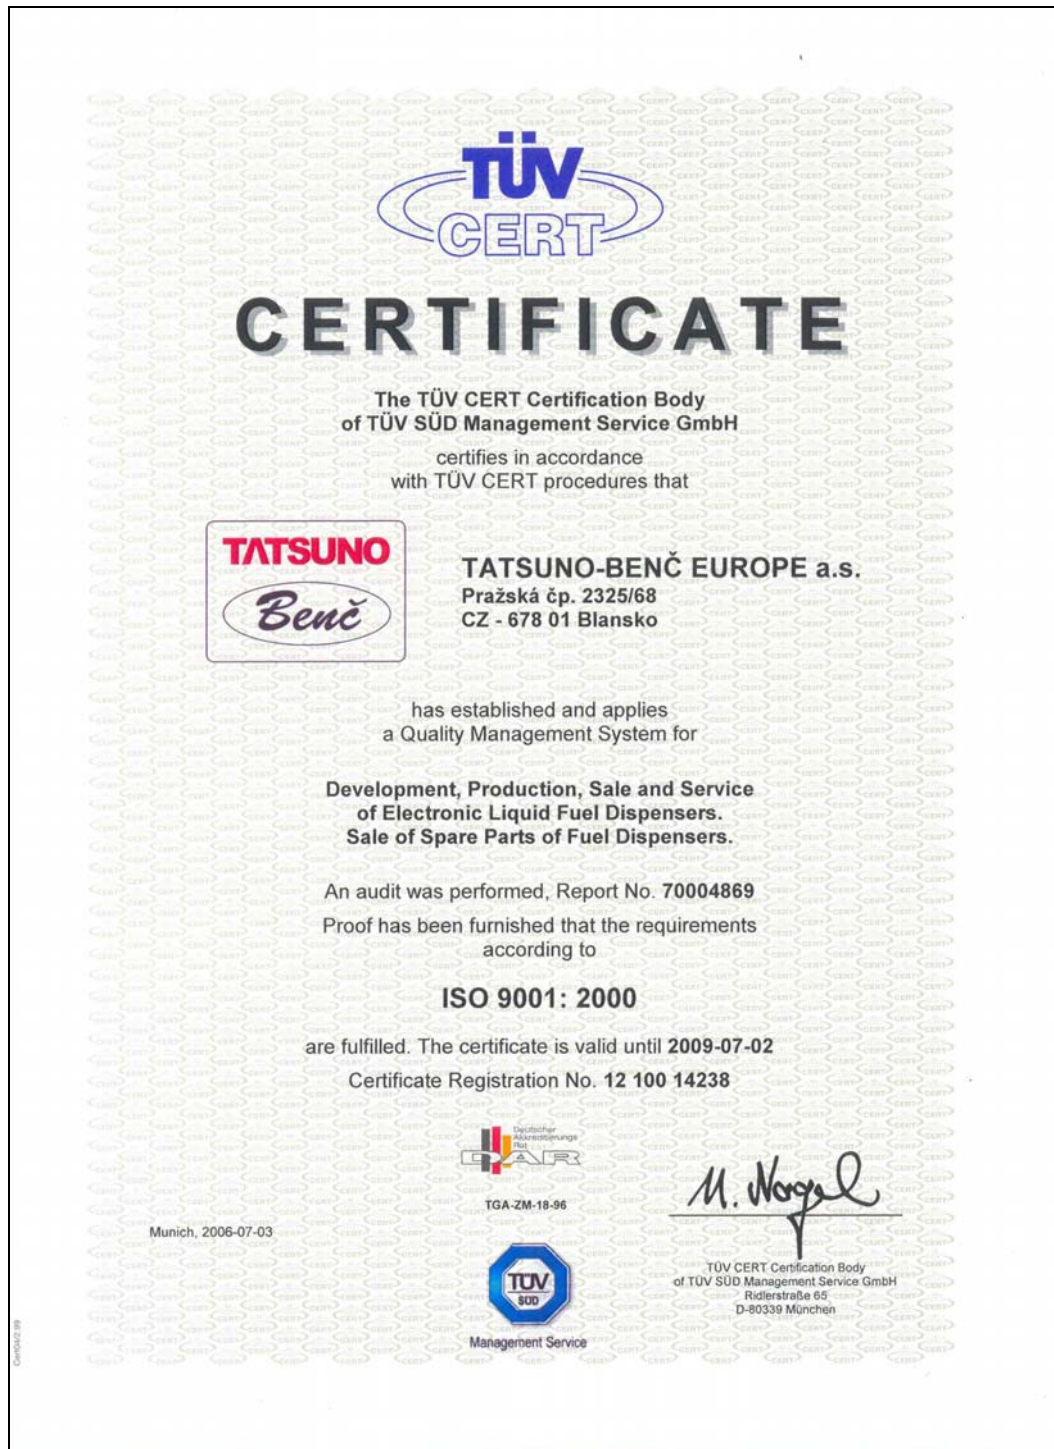 TÜV
CERT
CERTIFICATE
The TÜV CERT Certification Body
of TÜV SÜD Management Service GmbH
certifies in accordance
with TÜV CERT procedures that
TATSUNO
Benč
TATSUNO-BENČ EUROPE a.s.
Pražská čp. 2325/68
CZ - 678 01 Blansko
has established and applies
a Quality Management System for
Development, Production, Sale and Service
of Electronic Liquid Fuel Dispensers.
Sale of Spare Parts of Fuel Dispensers.
An audit was performed, Report No. 70004869
Proof has been furnished that the requirements
according to
ISO 9001: 2000
are fulfilled. The certificate is valid until 2009-07-02
Certificate Registration No. 12 100 14238
Deutscher
Akkreditierungs
Rat
DAR
TGA-ZM-18-96
Munich, 2006-07-03
TÜV
SÜD
Management Service
TÜV CERT Certification Body
of TÜV SÜD Management Service GmbH
Ridlerstraße 65
D-80339 München